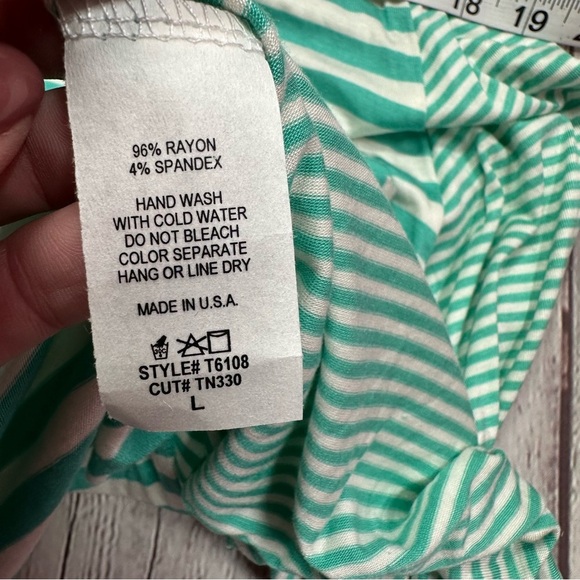 18 19
96% RAYON
4% SPANDEX
HAND WASH
WITH COLD WATER
DO NOT BLEACH
COLOR SEPARATE
HANG OR LINE DRY
MADE IN U.S.A.
STYLE# T6108
CUT# TN330
L